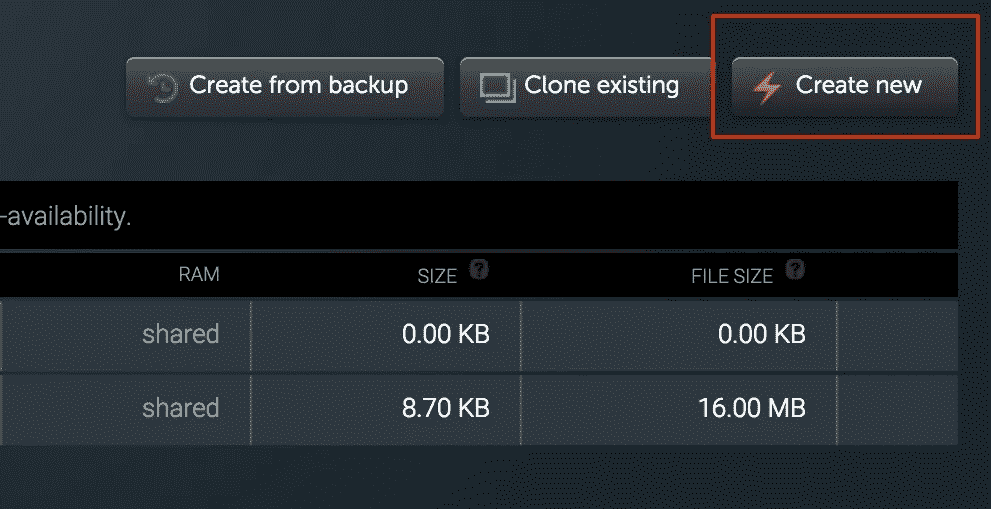 Create from backup Clone existing Create new
-availability.
RAM SIZE ? FILE SIZE ?
shared 0.00 KB 0.00 KB
shared 8.70 KB 16.00 MB